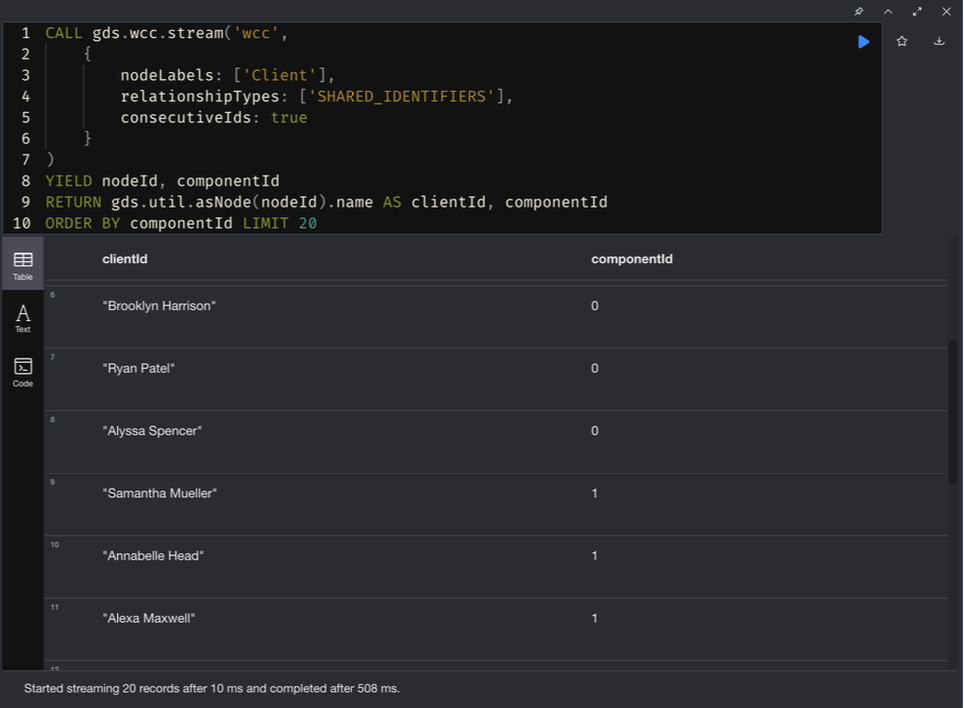 1 CALL gds.wcc.stream('wcc',
2 {
3 nodeLabels: ['Client'],
4 relationshipTypes: ['SHARED_IDENTIFIERS'],
5 consecutiveIds: true
6 }
7 )
8 YIELD nodeId, componentId
9 RETURN gds.util.asNode(nodeId).name AS clientId, componentId
10 ORDER BY componentId LIMIT 20
Table
A
Text
Code
clientId componentId
6 "Brooklyn Harrison" 0
7 "Ryan Patel" 0
8 "Alyssa Spencer" 0
9 "Samantha Mueller" 1
10 "Annabelle Head" 1
11 "Alexa Maxwell" 1
12
Started streaming 20 records after 10 ms and completed after 508 ms.